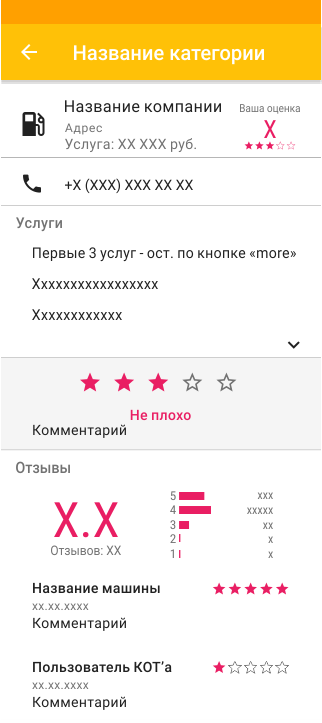 Название категории
Название компании
Ваша оценка
Адрес
X
Услуга: XX XXX руб.
+X (XXX) XXX XX XX
Услуги
Первые 3 услуг - ост. по кнопке «more»
Xxxxxxxxxxxxxxxxx
Xxxxxxxxxxxx
Не плохо
Комментарий
Отзывы
X.X
Отзывов: XX
5 xxx
4 xxxxx
3 xx
2 x
1 x
Название машины
xx.xx.xxxx
Комментарий
Пользователь КОТ’а
xx.xx.xxxx
Комментарий